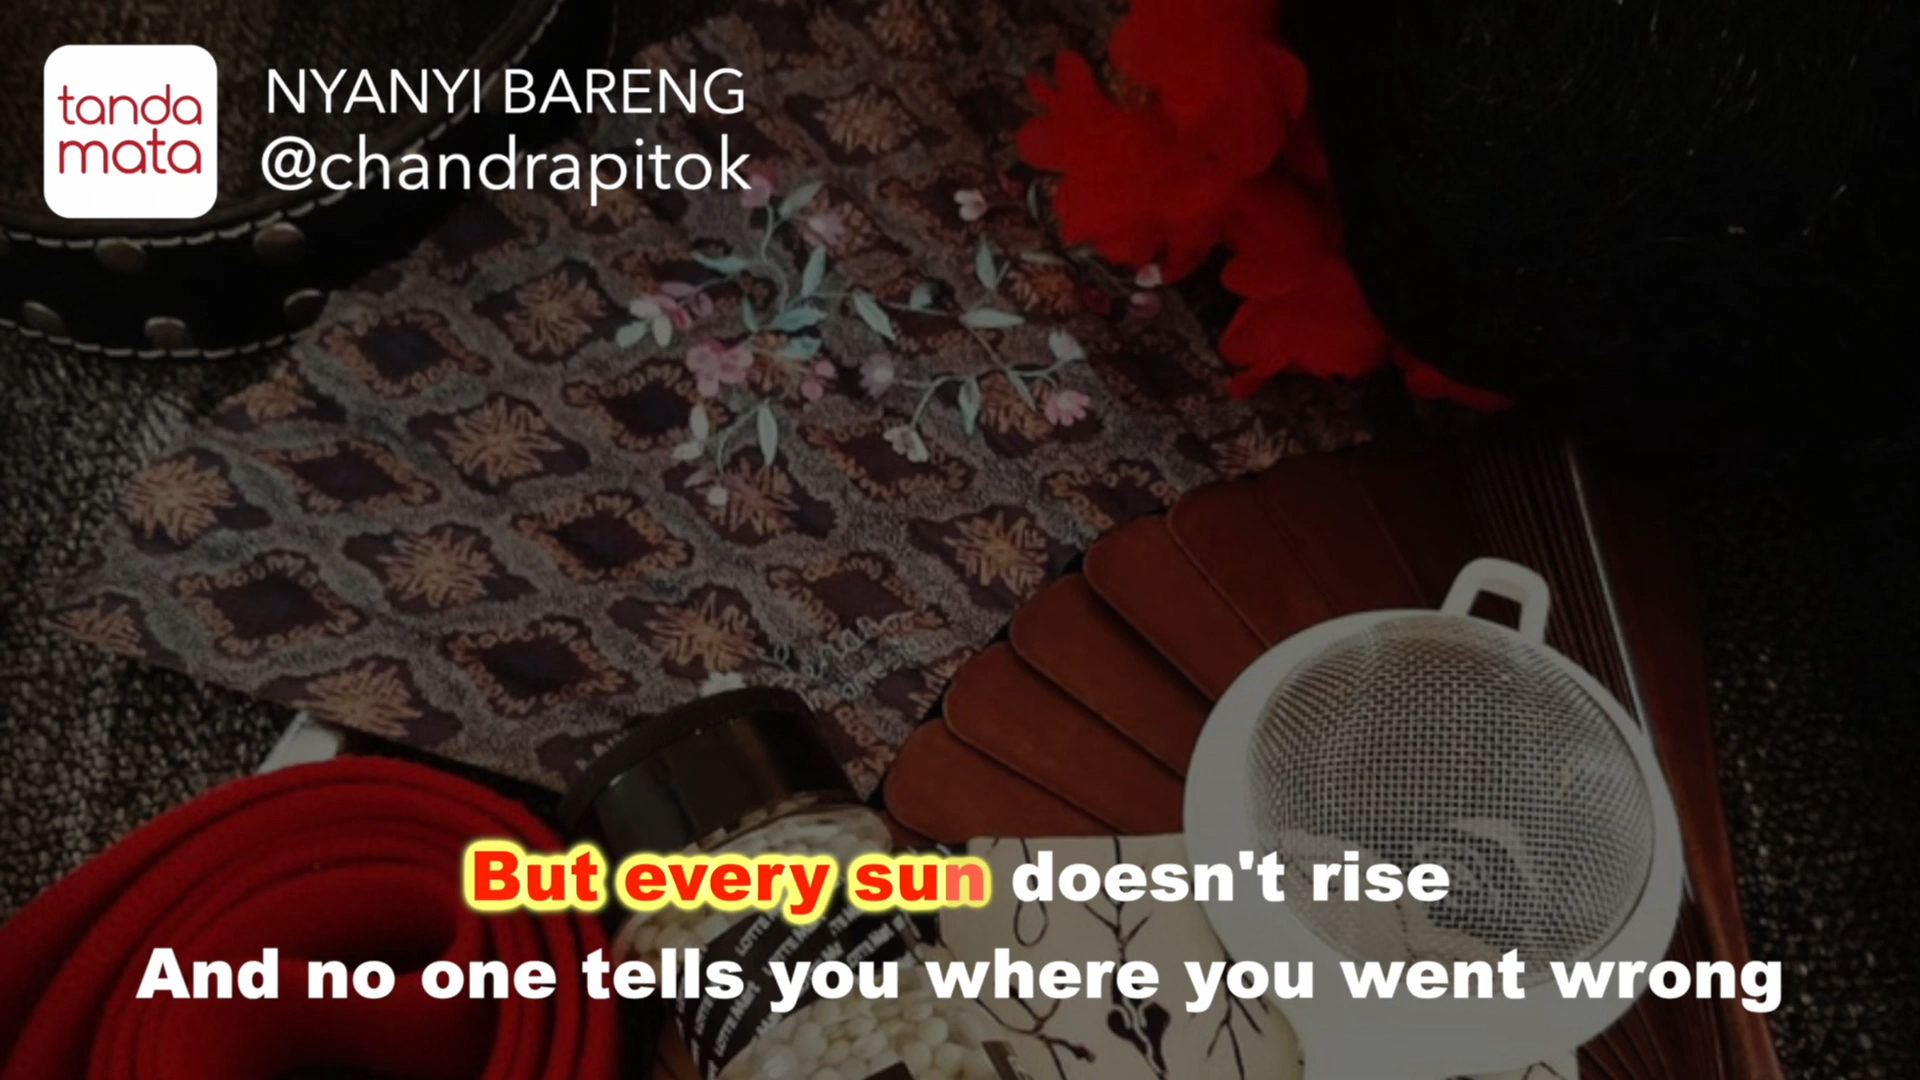 tanda
mata
NYANYI BARENG
@chandrapitok
But every sun doesn't rise
And no one tells you where you went wrong
LOTTE